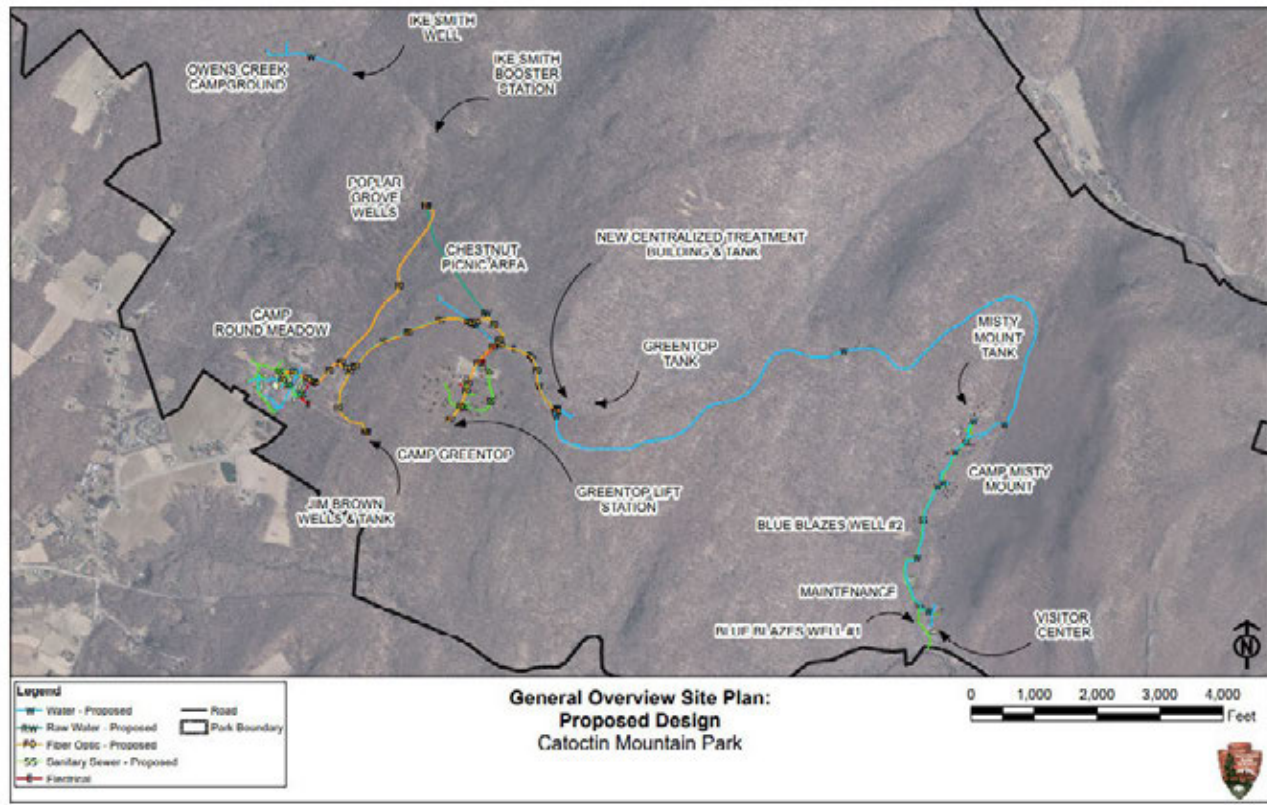 IKE SMITH
WELL
OWENS CREEK
CAMPGROUND
IKE SMITH
BOOSTER
STATION
POPLAR
GROVE
WELLS
CHESTNUT
PICNIC AREA
NEW CENTRALIZED TREATMENT
BUILDING & TANK
CAMP
ROUND MEADOW
MISTY
MOUNT
TANK
GREENTOP
TANK
CAMP GREENTOP
CAMP MISTY
MOUNT
GREENTOP LIFT
STATION
JIM BROWN
WELLS & TANK
BLUE BLAZES WELL #2
MAINTENANCE
BLUE BLAZES WELL #1
VISITOR
CENTER
N
Legend
W Water - Proposed
RW Raw Water - Proposed
FO Fiber Optic - Proposed
SS Sanitary Sewer - Proposed
E Electrical
Road
Park Boundary
General Overview Site Plan:
Proposed Design
Catoctin Mountain Park
0 1,000 2,000 3,000 4,000
Feet